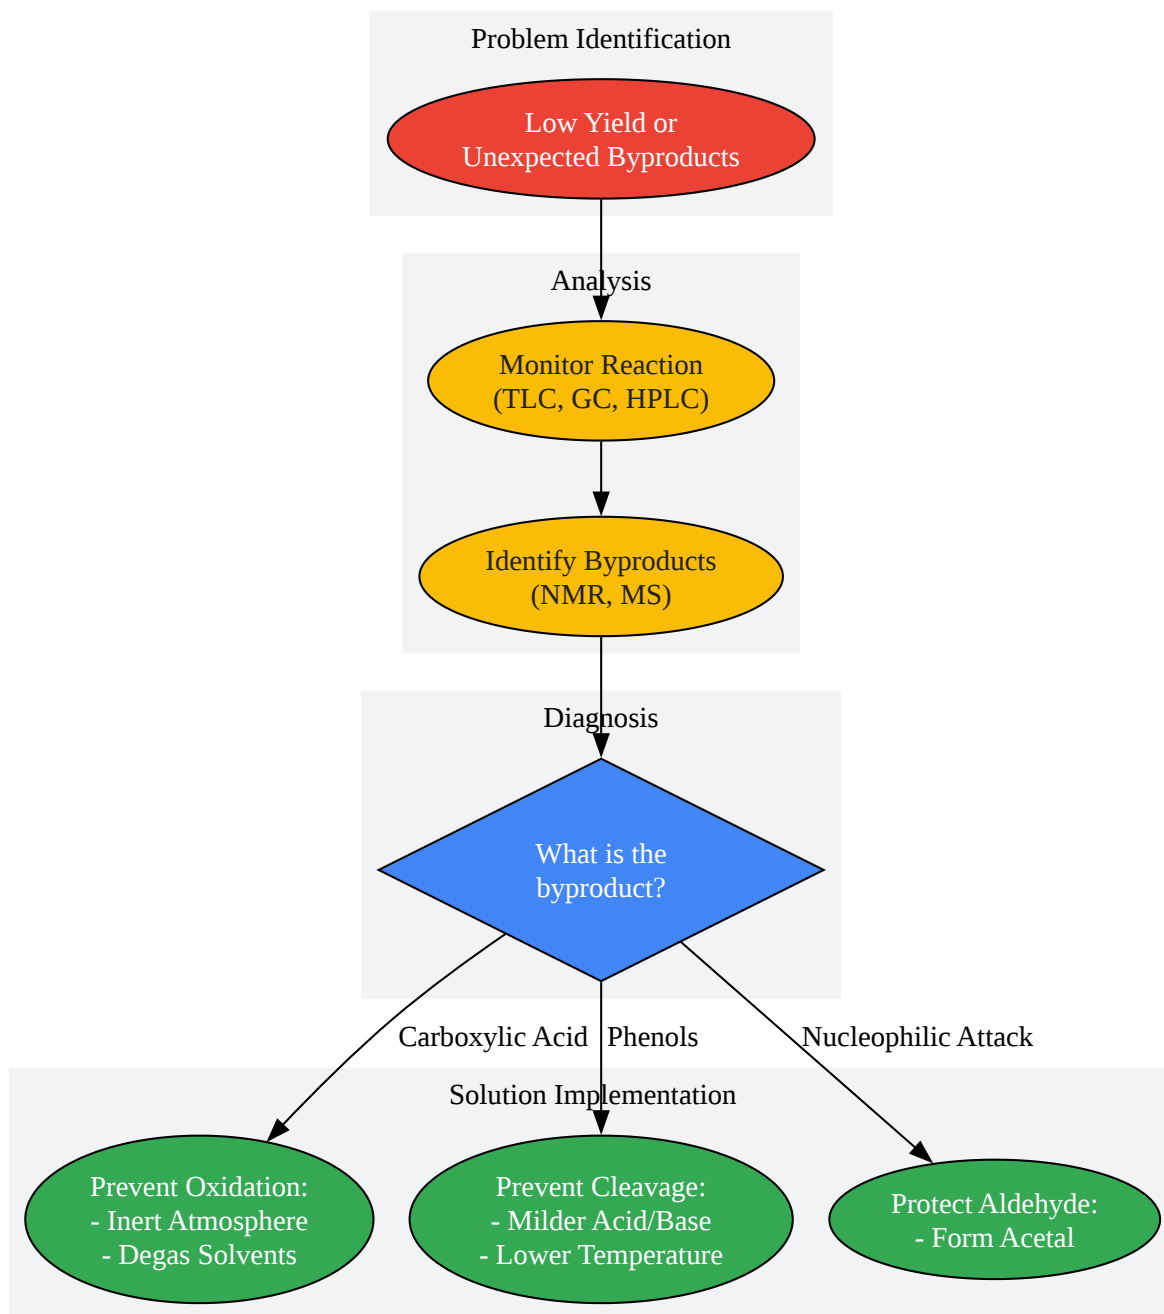 Problem Identification
Low Yield or
Unexpected Byproducts
Analysis
Monitor Reaction
(TLC, GC, HPLC)
Identify Byproducts
(NMR, MS)
Diagnosis
What is the
byproduct?
Carboxylic Acid
Phenols
Nucleophilic Attack
Solution Implementation
Prevent Oxidation:
- Inert Atmosphere
- Degas Solvents
Prevent Cleavage:
- Milder Acid/Base
- Lower Temperature
Protect Aldehyde:
- Form Acetal